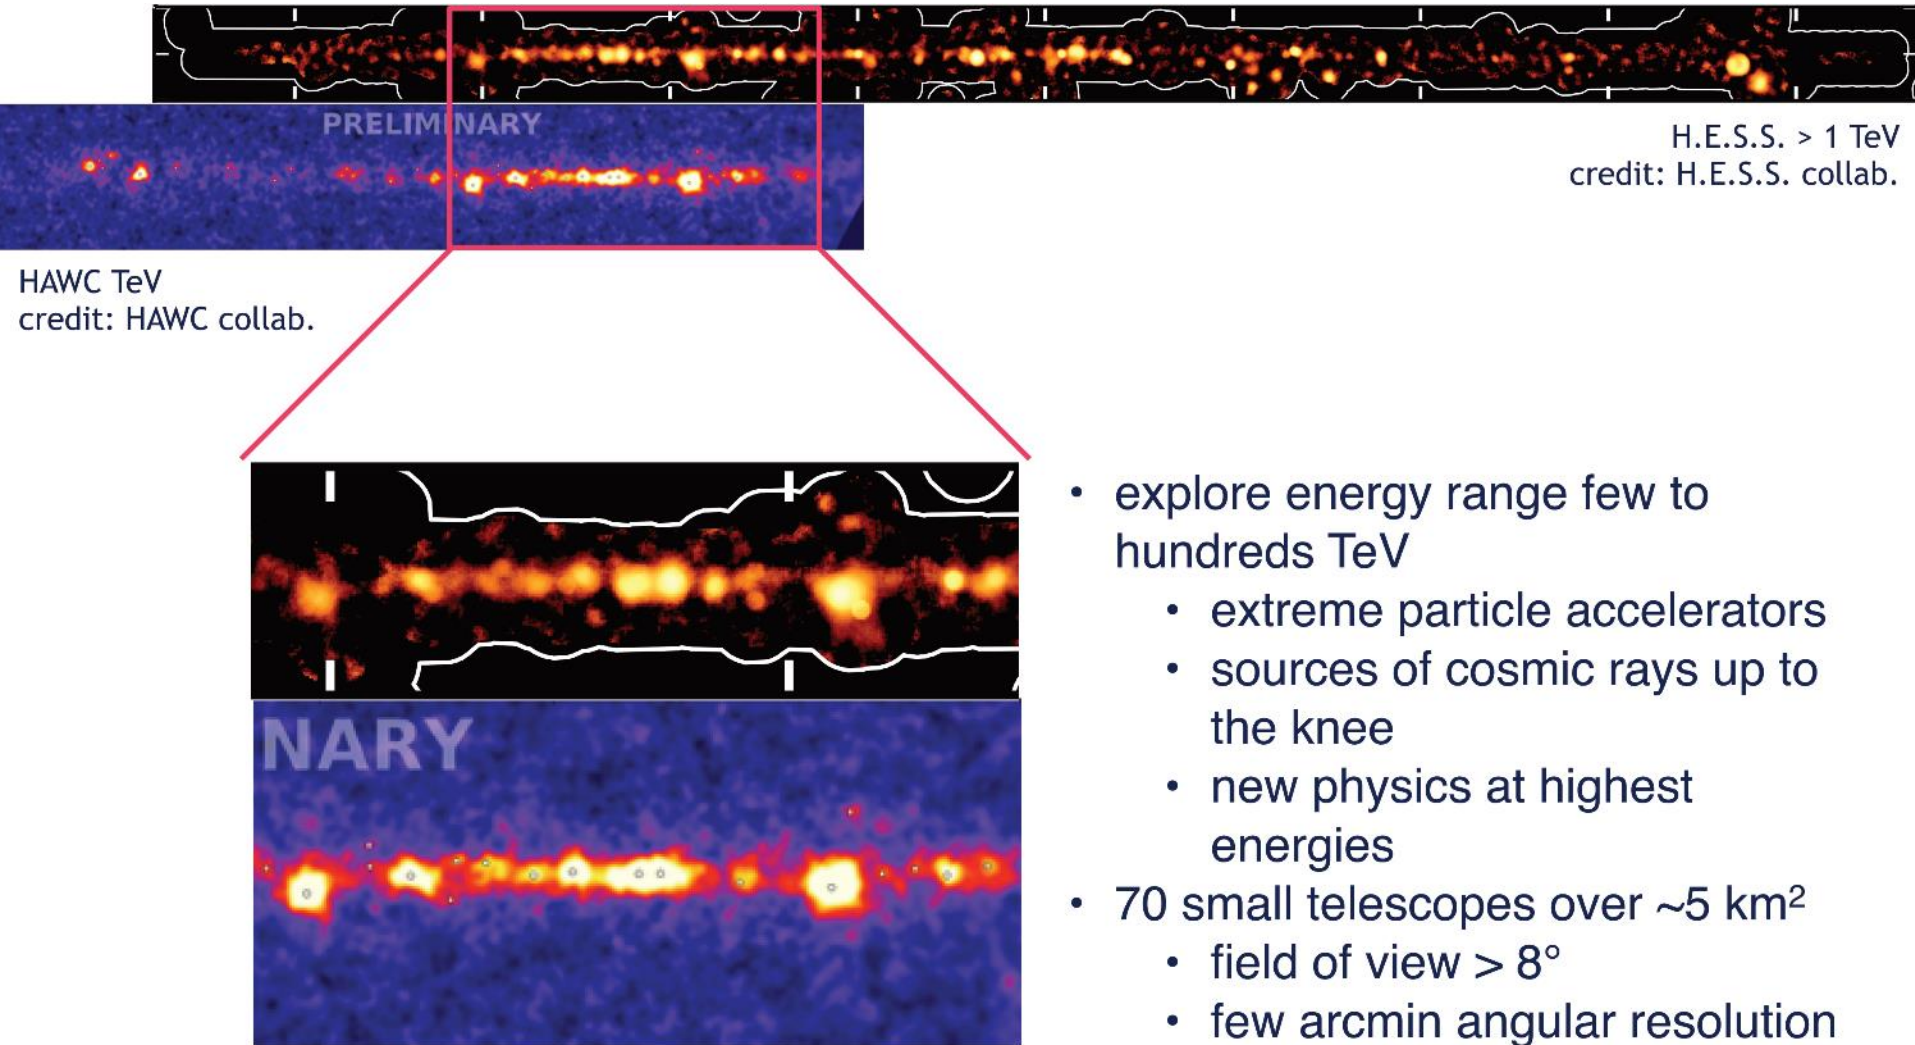 PRELIMINARY
H.E.S.S. > 1 TeV
credit: H.E.S.S. collab.
HAWC TeV
credit: HAWC collab.
NARY
• explore energy range few to
hundreds TeV
• extreme particle accelerators
• sources of cosmic rays up to
the knee
• new physics at highest
energies
• 70 small telescopes over ~5 km²
• field of view > 8°
• few arcmin angular resolution